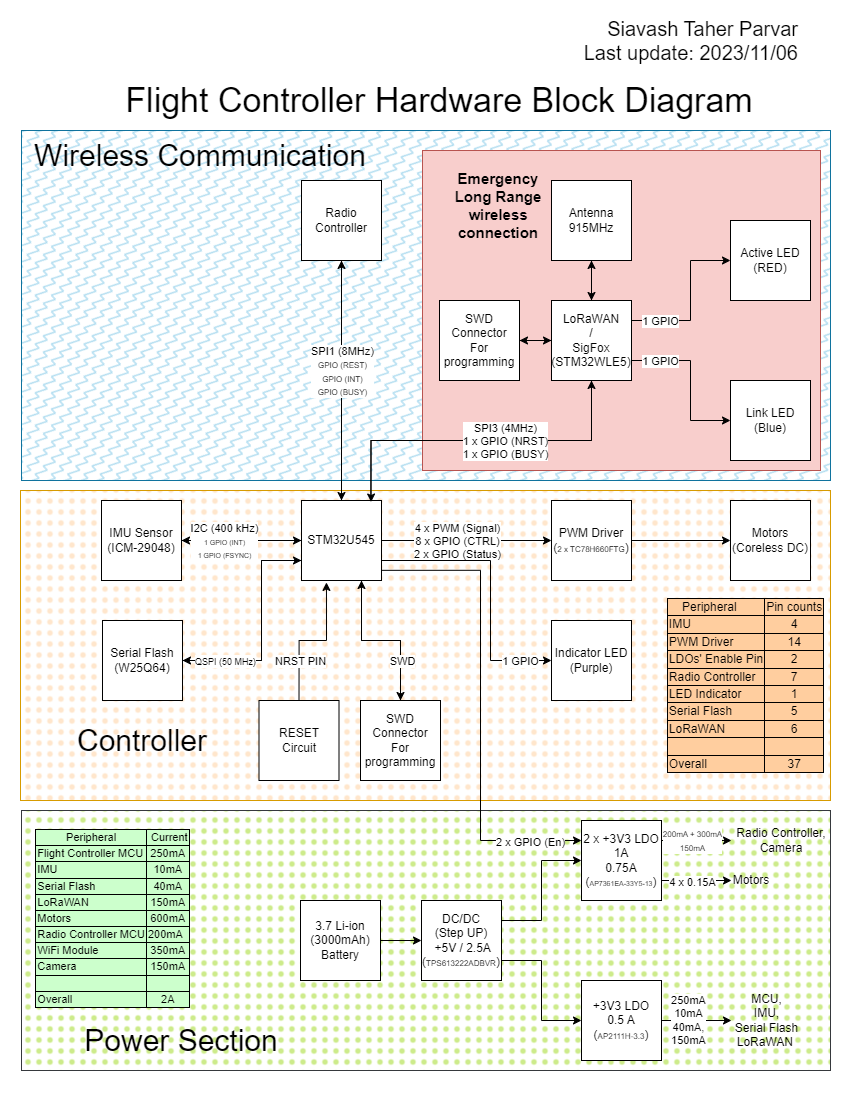 Siavash Taher Parvar
Last update: 2023/11/06
Flight Controller Hardware Block Diagram
Wireless Communication
Radio
Controller
Emergency
Long Range
wireless
connection
Antenna
915MHz
Active LED
(RED)
SWD
Connector
For
programming
LoRaWAN
/
SigFox
(STM32WLE5)
1 GPIO
1 GPIO
Link LED
(Blue)
SPI1 (8MHz)
GPIO (REST)
GPIO (INT)
GPIO (BUSY)
SPI3 (4MHz)
1 x GPIO (NRST)
1 x GPIO (BUSY)
IMU Sensor
(ICM-29048)
I2C (400 kHz)
1 GPIO (INT)
1 GPIO (FSYNC)
STM32U545
4 x PWM (Signal)
8 x GPIO (CTRL)
2 x GPIO (Status)
PWM Driver
(2 x TC78H660FTG)
Motors
(Coreless DC)
Serial Flash
(W25Q64)
QSPI (50 MHz)
NRST PIN
SWD
1 GPIO
Indicator LED
(Purple)
RESET
Circuit
SWD
Connector
For
programming
Controller
Peripheral Pin counts
IMU 4
PWM Driver 14
LDOs' Enable Pin 2
Radio Controller 7
LED Indicator 1
Serial Flash 5
LoRaWAN 6
Overall 37
Peripheral Current
Flight Controller MCU 250mA
IMU 10mA
Serial Flash 40mA
LoRaWAN 150mA
Motors 600mA
Radio Controller MCU 200mA
WiFi Module 350mA
Camera 150mA
Overall 2A
2 x GPIO (En)
2 x +3V3 LDO
1A
0.75A
(AP7361EA-33Y5-13)
200mA + 300mA
150mA
Radio Controller,
Camera
4 x 0.15A
Motors
3.7 Li-ion
(3000mAh)
Battery
DC/DC
(Step UP)
+5V / 2.5A
(TPS613222ADBVR)
+3V3 LDO
0.5 A
(AP2111H-3.3)
250mA
10mA
40mA,
150mA
MCU,
IMU,
Serial Flash
LoRaWAN
Power Section